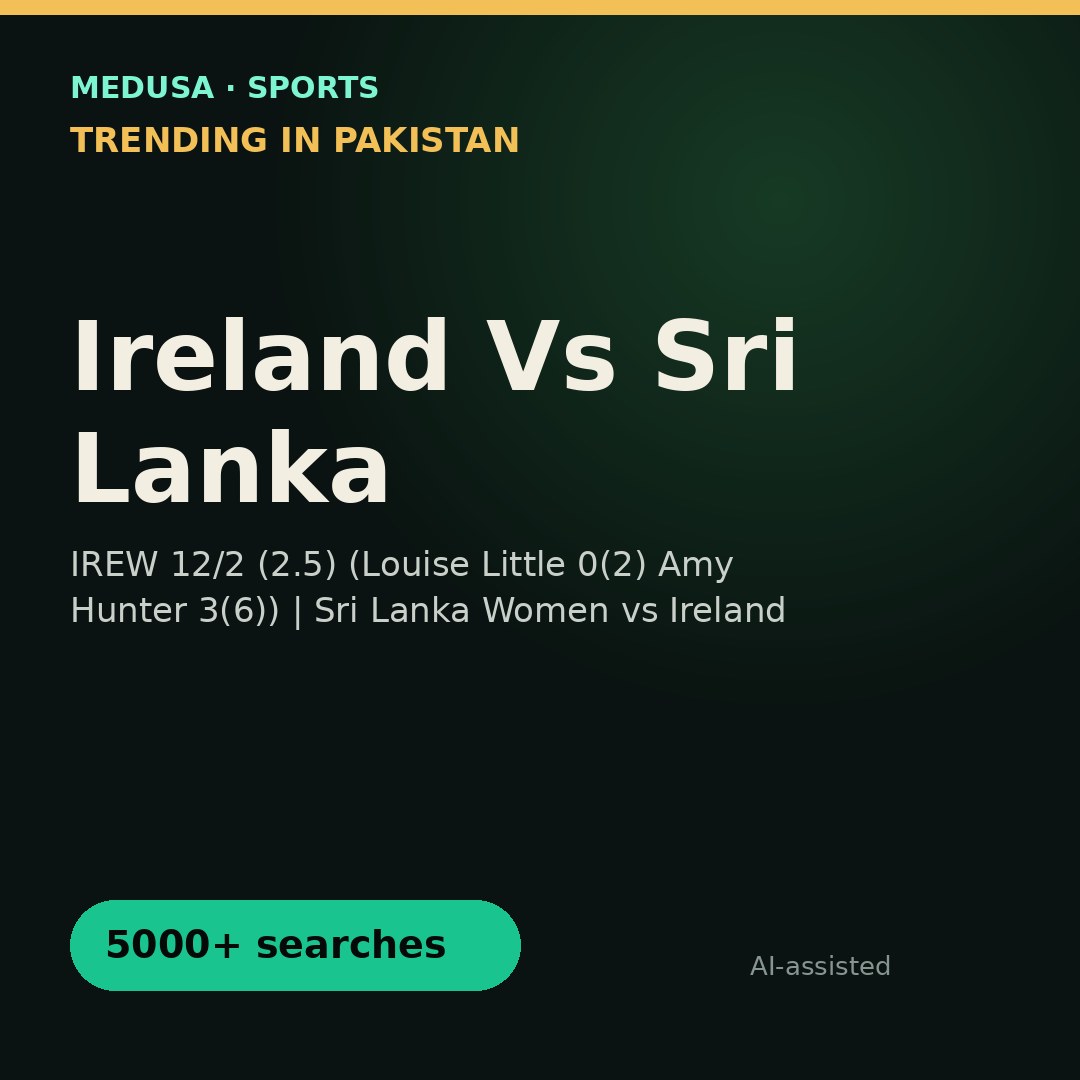 MEDUSA · SPORTS
TRENDING IN PAKISTAN
Ireland Vs Sri
Lanka
IREW 12/2 (2.5) (Louise Little 0(2) Amy
Hunter 3(6)) | Sri Lanka Women vs Ireland
5000+ searches
AI-assisted